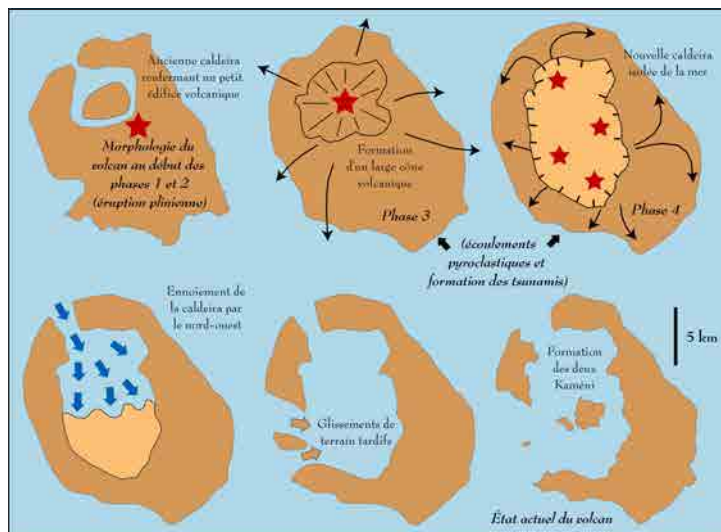 Ancienne caldeira
renfermant un petit
édifice volcanique
Morphologie du
volcan au début des
phases 1 et 2
(éruption plinienne)
Formation
d'un large cône
volcanique
Phase 3
Nouvelle caldeira
isolée de la mer
Phase 4
(écoulements
pyroclastiques et
formation des tsunamis)
Ennoiement de
la caldeira par
le nord-ouest
Glissements de
terrain tardifs
Formation
des deux
Kaméni
5 km
État actuel du volcan